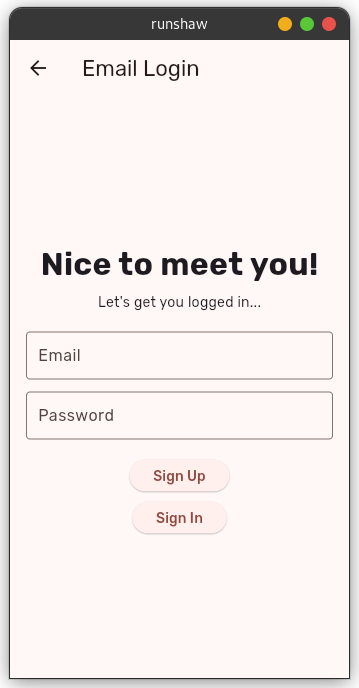 runshaw
Email Login
Nice to meet you!
Let's get you logged in...
Email
Password
Sign Up
Sign In